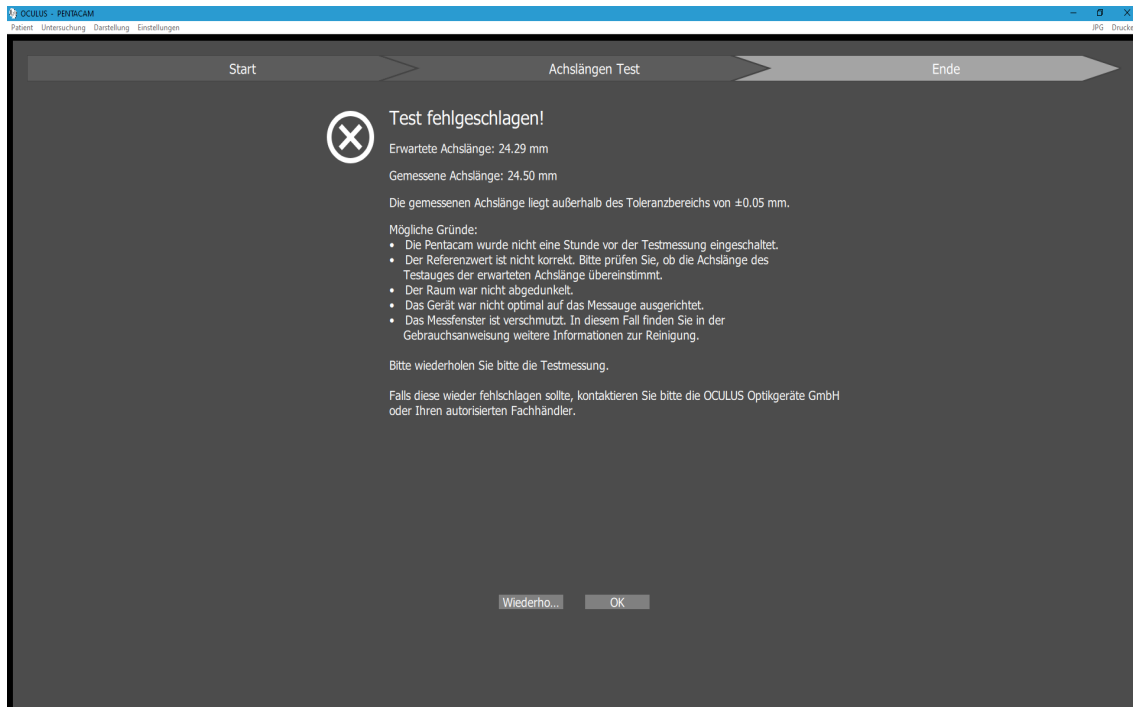 OCULUS - PENTACAM
Patient Untersuchung Darstellung Einstellungen JPG Drucke
Start Achslängen Test Ende
Test fehlgeschlagen!
Erwartete Achslänge: 24.29 mm
Gemessene Achslänge: 24.50 mm
Die gemessenen Achslänge liegt außerhalb des Toleranzbereichs von ±0.05 mm.
Mögliche Gründe:
• Die Pentacam wurde nicht eine Stunde vor der Testmessung eingeschaltet.
• Der Referenzwert ist nicht korrekt. Bitte prüfen Sie, ob die Achslänge des
Testauges der erwarteten Achslänge übereinstimmt.
• Der Raum war nicht abgedunkelt.
• Das Gerät war nicht optimal auf das Messauge ausgerichtet.
• Das Messfenster ist verschmutzt. In diesem Fall finden Sie in der
Gebrauchsanweisung weitere Informationen zur Reinigung.
Bitte wiederholen Sie bitte die Testmessung.
Falls diese wieder fehlschlagen sollte, kontaktieren Sie bitte die OCULUS Optikgeräte GmbH
oder Ihren autorisierten Fachhändler.
Wiederho... OK